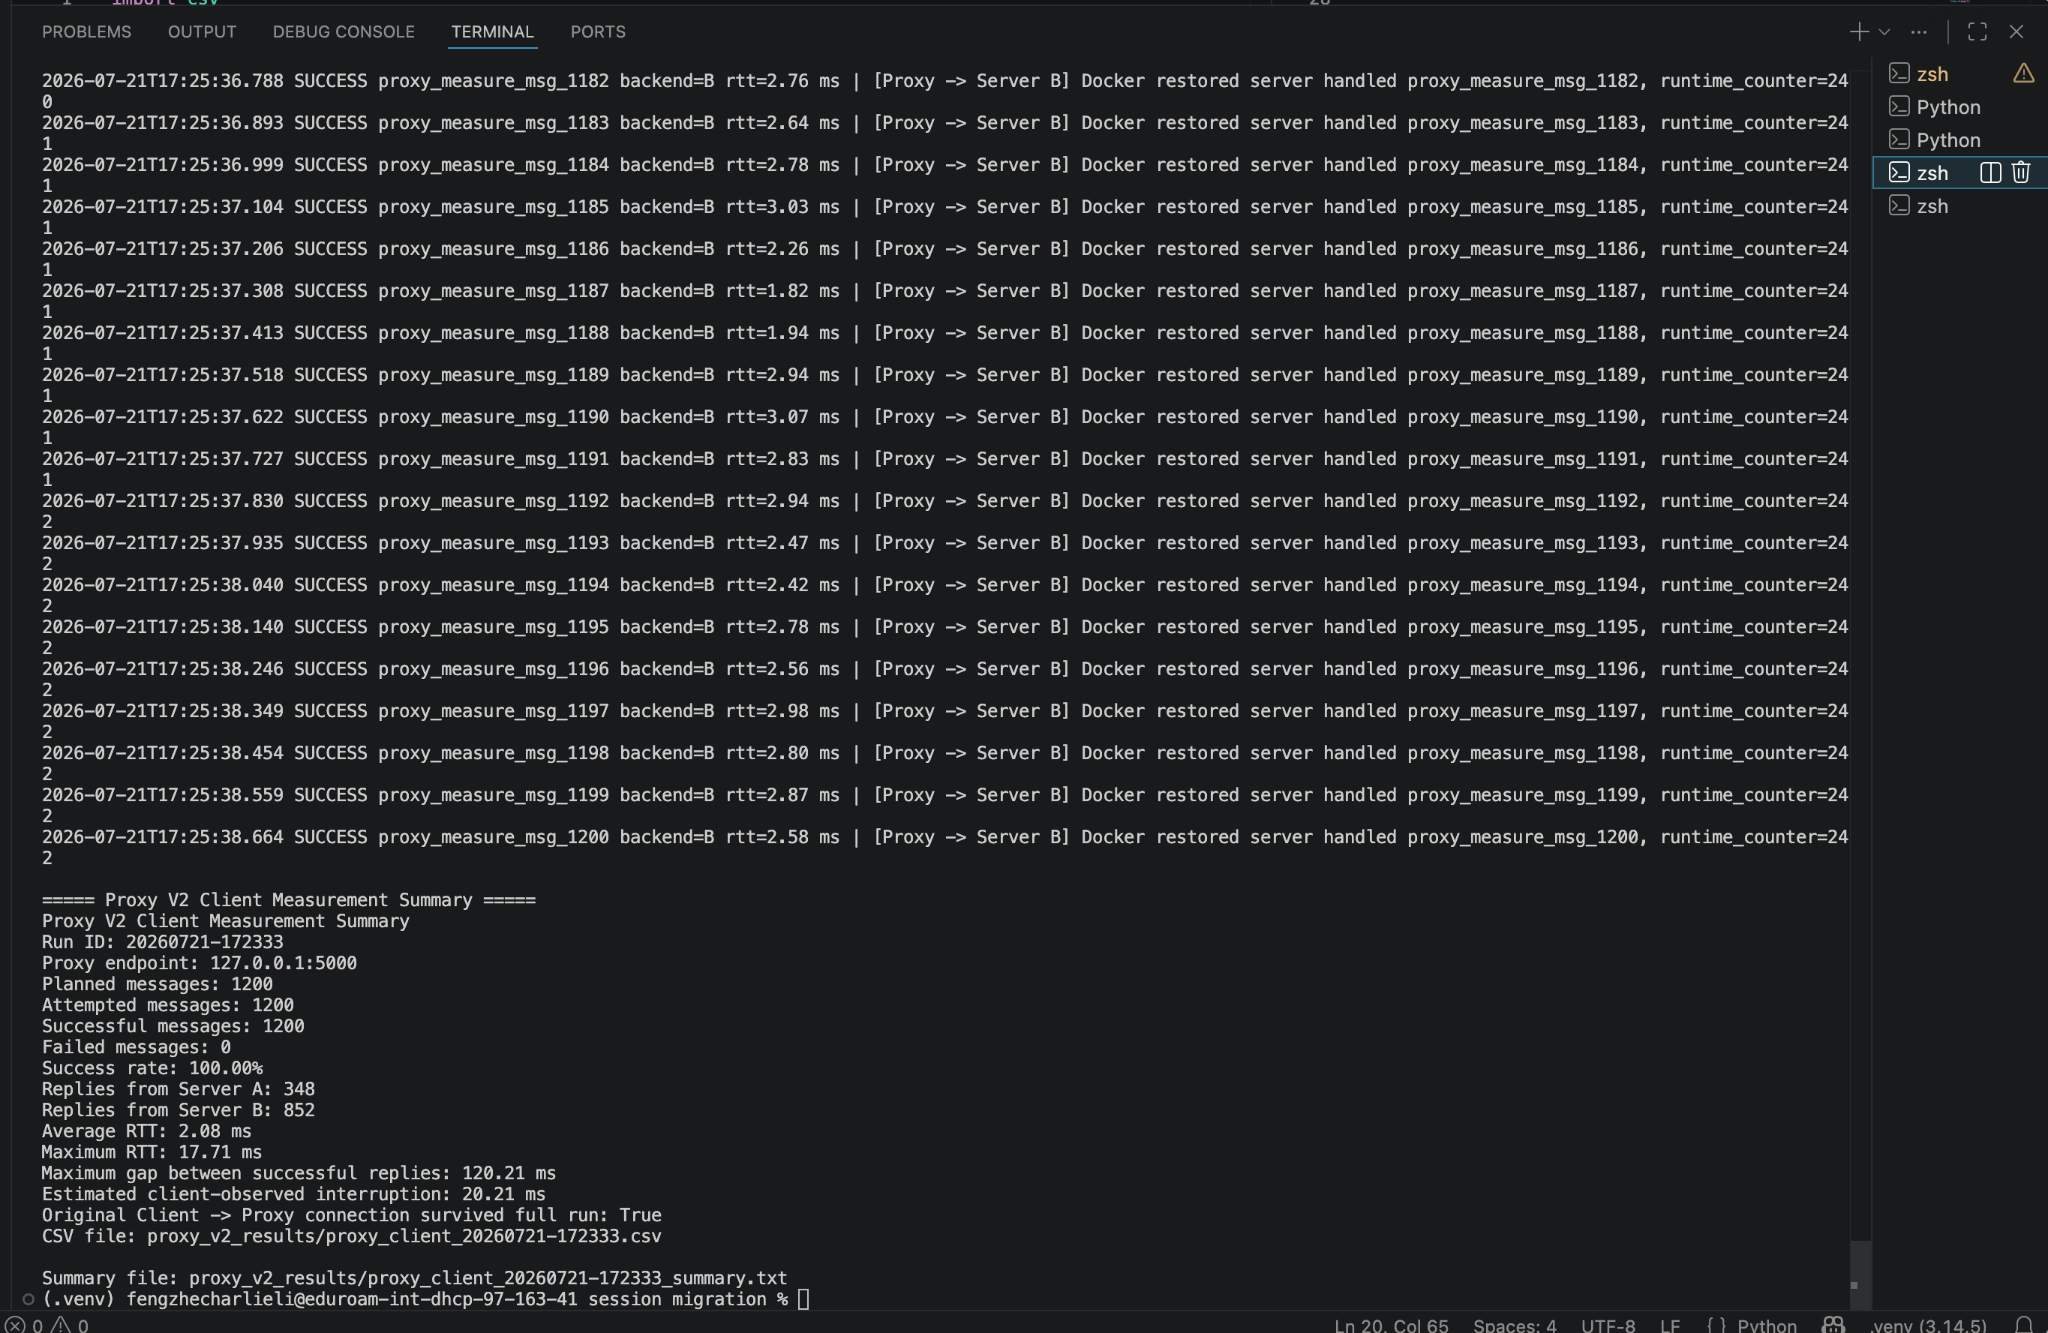 1 import csv
PROBLEMS OUTPUT DEBUG CONSOLE TERMINAL PORTS
2026-07-21T17:25:36.788 SUCCESS proxy_measure_msg_1182 backend=B rtt=2.76 ms | [Proxy -> Server B] Docker restored server handled proxy_measure_msg_1182, runtime_counter=24
0
2026-07-21T17:25:36.893 SUCCESS proxy_measure_msg_1183 backend=B rtt=2.64 ms | [Proxy -> Server B] Docker restored server handled proxy_measure_msg_1183, runtime_counter=24
1
2026-07-21T17:25:36.999 SUCCESS proxy_measure_msg_1184 backend=B rtt=2.78 ms | [Proxy -> Server B] Docker restored server handled proxy_measure_msg_1184, runtime_counter=24
1
2026-07-21T17:25:37.104 SUCCESS proxy_measure_msg_1185 backend=B rtt=3.03 ms | [Proxy -> Server B] Docker restored server handled proxy_measure_msg_1185, runtime_counter=24
1
2026-07-21T17:25:37.206 SUCCESS proxy_measure_msg_1186 backend=B rtt=2.26 ms | [Proxy -> Server B] Docker restored server handled proxy_measure_msg_1186, runtime_counter=24
1
2026-07-21T17:25:37.308 SUCCESS proxy_measure_msg_1187 backend=B rtt=1.82 ms | [Proxy -> Server B] Docker restored server handled proxy_measure_msg_1187, runtime_counter=24
1
2026-07-21T17:25:37.413 SUCCESS proxy_measure_msg_1188 backend=B rtt=1.94 ms | [Proxy -> Server B] Docker restored server handled proxy_measure_msg_1188, runtime_counter=24
1
2026-07-21T17:25:37.518 SUCCESS proxy_measure_msg_1189 backend=B rtt=2.94 ms | [Proxy -> Server B] Docker restored server handled proxy_measure_msg_1189, runtime_counter=24
1
2026-07-21T17:25:37.622 SUCCESS proxy_measure_msg_1190 backend=B rtt=3.07 ms | [Proxy -> Server B] Docker restored server handled proxy_measure_msg_1190, runtime_counter=24
1
2026-07-21T17:25:37.727 SUCCESS proxy_measure_msg_1191 backend=B rtt=2.83 ms | [Proxy -> Server B] Docker restored server handled proxy_measure_msg_1191, runtime_counter=24
1
2026-07-21T17:25:37.830 SUCCESS proxy_measure_msg_1192 backend=B rtt=2.94 ms | [Proxy -> Server B] Docker restored server handled proxy_measure_msg_1192, runtime_counter=24
2
2026-07-21T17:25:37.935 SUCCESS proxy_measure_msg_1193 backend=B rtt=2.47 ms | [Proxy -> Server B] Docker restored server handled proxy_measure_msg_1193, runtime_counter=24
2
2026-07-21T17:25:38.040 SUCCESS proxy_measure_msg_1194 backend=B rtt=2.42 ms | [Proxy -> Server B] Docker restored server handled proxy_measure_msg_1194, runtime_counter=24
2
2026-07-21T17:25:38.140 SUCCESS proxy_measure_msg_1195 backend=B rtt=2.78 ms | [Proxy -> Server B] Docker restored server handled proxy_measure_msg_1195, runtime_counter=24
2
2026-07-21T17:25:38.246 SUCCESS proxy_measure_msg_1196 backend=B rtt=2.56 ms | [Proxy -> Server B] Docker restored server handled proxy_measure_msg_1196, runtime_counter=24
2
2026-07-21T17:25:38.349 SUCCESS proxy_measure_msg_1197 backend=B rtt=2.98 ms | [Proxy -> Server B] Docker restored server handled proxy_measure_msg_1197, runtime_counter=24
2
2026-07-21T17:25:38.454 SUCCESS proxy_measure_msg_1198 backend=B rtt=2.80 ms | [Proxy -> Server B] Docker restored server handled proxy_measure_msg_1198, runtime_counter=24
2
2026-07-21T17:25:38.559 SUCCESS proxy_measure_msg_1199 backend=B rtt=2.87 ms | [Proxy -> Server B] Docker restored server handled proxy_measure_msg_1199, runtime_counter=24
2
2026-07-21T17:25:38.664 SUCCESS proxy_measure_msg_1200 backend=B rtt=2.58 ms | [Proxy -> Server B] Docker restored server handled proxy_measure_msg_1200, runtime_counter=24
2
===== Proxy V2 Client Measurement Summary =====
Proxy V2 Client Measurement Summary
Run ID: 20260721-172333
Proxy endpoint: 127.0.0.1:5000
Planned messages: 1200
Attempted messages: 1200
Successful messages: 1200
Failed messages: 0
Success rate: 100.00%
Replies from Server A: 348
Replies from Server B: 852
Average RTT: 2.08 ms
Maximum RTT: 17.71 ms
Maximum gap between successful replies: 120.21 ms
Estimated client-observed interruption: 20.21 ms
Original Client -> Proxy connection survived full run: True
CSV file: proxy_v2_results/proxy_client_20260721-172333.csv
Summary file: proxy_v2_results/proxy_client_20260721-172333_summary.txt
(.venv) fengzhecharlieli@eduroam-int-dhcp-97-163-41 session migration %
zsh
Python
Python
zsh
zsh
0 0 Ln 20, Col 65 Spaces: 4 UTF-8 LF { } Python .venv (3.14.5)